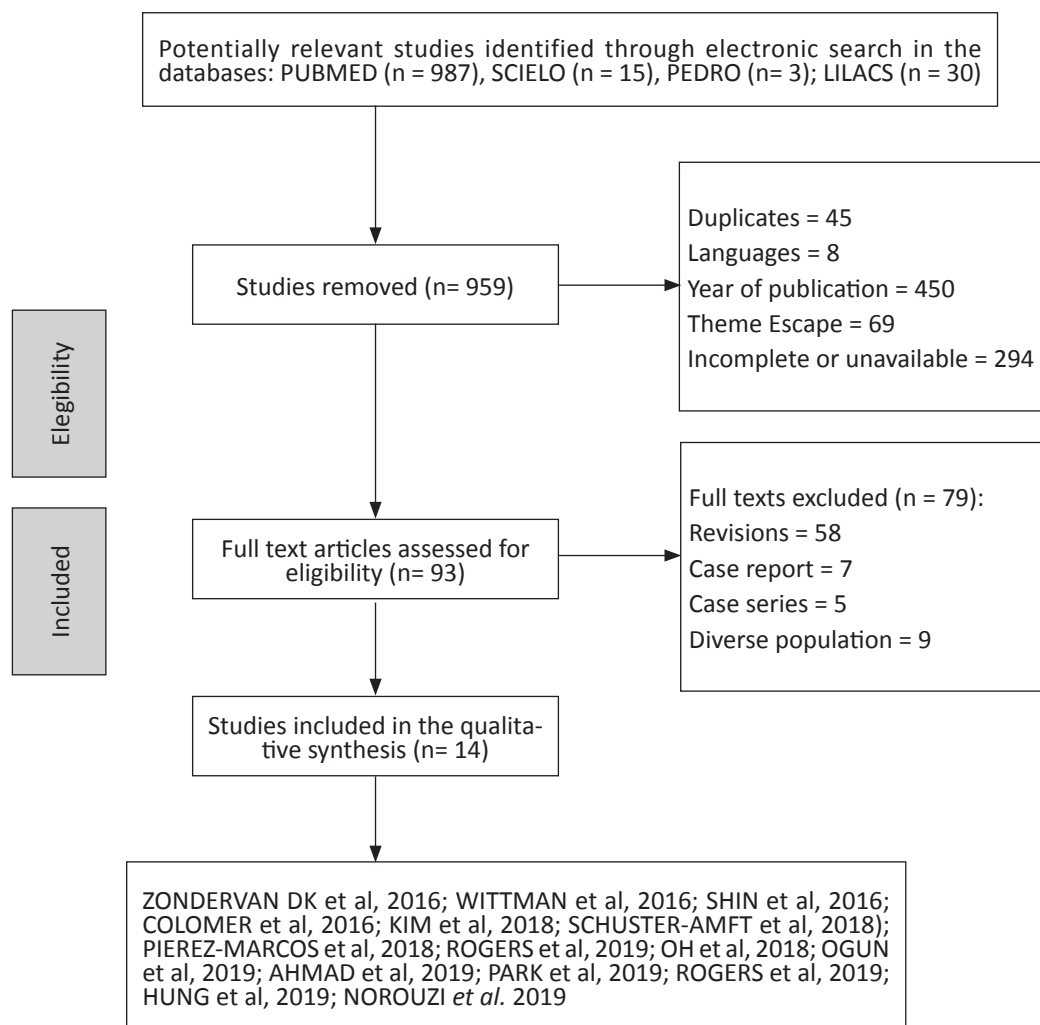 Potentially relevant studies identified through electronic search in the
databases: PUBMED (n = 987), SCIELO (n = 15), PEDRO (n= 3); LILACS (n = 30)
Studies removed (n= 959)
Duplicates = 45
Languages = 8
Year of publication = 450
Theme Escape = 69
Incomplete or unavailable = 294
Elegibility
Full text articles assessed for
eligibility (n= 93)
Full texts excluded (n = 79):
Revisions = 58
Case report = 7
Case series = 5
Diverse population = 9
Included
Studies included in the qualita-
tive synthesis (n= 14)
ZONDERVAN DK et al, 2016; WITTMAN et al, 2016; SHIN et al, 2016;
COLOMER et al, 2016; KIM et al, 2018; SCHUSTER-AMFT et al, 2018);
PIEREZ-MARCOS et al, 2018; ROGERS et al, 2019; OH et al, 2018; OGUN
et al, 2019; AHMAD et al, 2019; PARK et al, 2019; ROGERS et al, 2019;
HUNG et al, 2019; NOROUZI et al. 2019